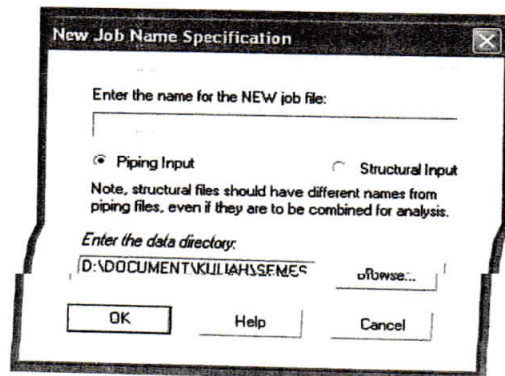 New Job Name Specification
Enter the name for the NEW job file:
Piping Input
Structural Input
Note, structural files should have different names from
piping files, even if they are to be combined for analysis.
Enter the data directory:
D:\DOCUMENT\KULIAH\SEMES
Browse...
OK
Help
Cancel